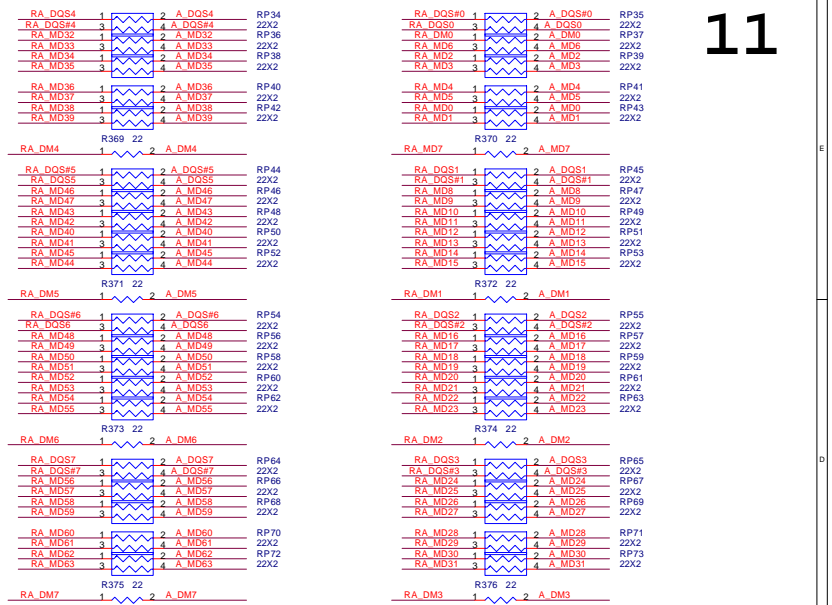 11
RA_DQS4 1 2 A_DQS4 RP34
RA_DQS#4 3 4 A_DQS#4 22X2
RA_MD32 1 2 A_MD32 RP36
RA_MD33 3 4 A_MD33 22X2
RA_MD34 1 2 A_MD34 RP38
RA_MD35 3 4 A_MD35 22X2
RA_MD36 1 2 A_MD36 RP40
RA_MD37 3 4 A_MD37 22X2
RA_MD38 1 2 A_MD38 RP42
RA_MD39 3 4 A_MD39 22X2
R369 22
RA_DM4 1 2 A_DM4
RA_DQS#5 1 2 A_DQS#5 RP44
RA_DQS5 3 4 A_DQS5 22X2
RA_MD46 1 2 A_MD46 RP46
RA_MD47 3 4 A_MD47 22X2
RA_MD43 1 2 A_MD43 RP48
RA_MD42 3 4 A_MD42 22X2
RA_MD40 1 2 A_MD40 RP50
RA_MD41 3 4 A_MD41 22X2
RA_MD45 1 2 A_MD45 RP52
RA_MD44 3 4 A_MD44 22X2
R371 22
RA_DM5 1 2 A_DM5
RA_DQS#6 1 2 A_DQS#6 RP54
RA_DQS6 3 4 A_DQS6 22X2
RA_MD48 1 2 A_MD48 RP56
RA_MD49 3 4 A_MD49 22X2
RA_MD50 1 2 A_MD50 RP58
RA_MD51 3 4 A_MD51 22X2
RA_MD52 1 2 A_MD52 RP60
RA_MD53 3 4 A_MD53 22X2
RA_MD54 1 2 A_MD54 RP62
RA_MD55 3 4 A_MD55 22X2
R373 22
RA_DM6 1 2 A_DM6
RA_DQS7 1 2 A_DQS7 RP64
RA_DQS#7 3 4 A_DQS#7 22X2
RA_MD56 1 2 A_MD56 RP66
RA_MD57 3 4 A_MD57 22X2
RA_MD58 1 2 A_MD58 RP68
RA_MD59 3 4 A_MD59 22X2
RA_MD60 1 2 A_MD60 RP70
RA_MD61 3 4 A_MD61 22X2
RA_MD62 1 2 A_MD62 RP72
RA_MD63 3 4 A_MD63 22X2
R375 22
RA_DM7 1 2 A_DM7
RA_DQS#0 1 2 A_DQS#0 RP35
RA_DQS0 3 4 A_DQS0 22X2
RA_DM0 1 2 A_DM0 RP37
RA_MD6 3 4 A_MD6 22X2
RA_MD2 1 2 A_MD2 RP39
RA_MD3 3 4 A_MD3 22X2
RA_MD4 1 2 A_MD4 RP41
RA_MD5 3 4 A_MD5 22X2
RA_MD0 1 2 A_MD0 RP43
RA_MD1 3 4 A_MD1 22X2
R370 22
RA_MD7 1 2 A_MD7
RA_DQS1 1 2 A_DQS1 RP45
RA_DQS#1 3 4 A_DQS#1 22X2
RA_MD8 1 2 A_MD8 RP47
RA_MD9 3 4 A_MD9 22X2
RA_MD10 1 2 A_MD10 RP49
RA_MD11 3 4 A_MD11 22X2
RA_MD12 1 2 A_MD12 RP51
RA_MD13 3 4 A_MD13 22X2
RA_MD14 1 2 A_MD14 RP53
RA_MD15 3 4 A_MD15 22X2
R372 22
RA_DM1 1 2 A_DM1
RA_DQS2 1 2 A_DQS2 RP55
RA_DQS#2 3 4 A_DQS#2 22X2
RA_MD16 1 2 A_MD16 RP57
RA_MD17 3 4 A_MD17 22X2
RA_MD18 1 2 A_MD18 RP59
RA_MD19 3 4 A_MD19 22X2
RA_MD20 1 2 A_MD20 RP61
RA_MD21 3 4 A_MD21 22X2
RA_MD22 1 2 A_MD22 RP63
RA_MD23 3 4 A_MD23 22X2
R374 22
RA_DM2 1 2 A_DM2
RA_DQS3 1 2 A_DQS3 RP65
RA_DQS#3 3 4 A_DQS#3 22X2
RA_MD24 1 2 A_MD24 RP67
RA_MD25 3 4 A_MD25 22X2
RA_MD26 1 2 A_MD26 RP69
RA_MD27 3 4 A_MD27 22X2
RA_MD28 1 2 A_MD28 RP71
RA_MD29 3 4 A_MD29 22X2
RA_MD30 1 2 A_MD30 RP73
RA_MD31 3 4 A_MD31 22X2
R376 22
RA_DM3 1 2 A_DM3
E
D